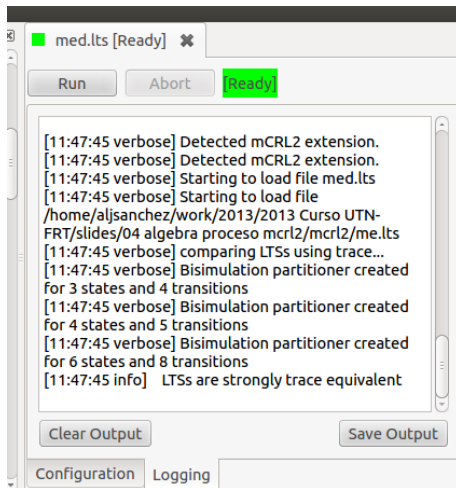 med.lts [Ready]
Run Abort [Ready]
[11:47:45 verbose] Detected mCRL2 extension.
[11:47:45 verbose] Detected mCRL2 extension.
[11:47:45 verbose] Starting to load file med.lts
[11:47:45 verbose] Starting to load file
/home/aljsanchez/work/2013/2013 Curso UTN-
FRT/slides/04 algebra proceso mcrl2/mcrl2/me.lts
[11:47:45 verbose] comparing LTSs using trace...
[11:47:45 verbose] Bisimulation partitioner created
for 3 states and 4 transitions
[11:47:45 verbose] Bisimulation partitioner created
for 4 states and 5 transitions
[11:47:45 verbose] Bisimulation partitioner created
for 6 states and 8 transitions
[11:47:45 info] LTSs are strongly trace equivalent
Clear Output Save Output
Configuration Logging